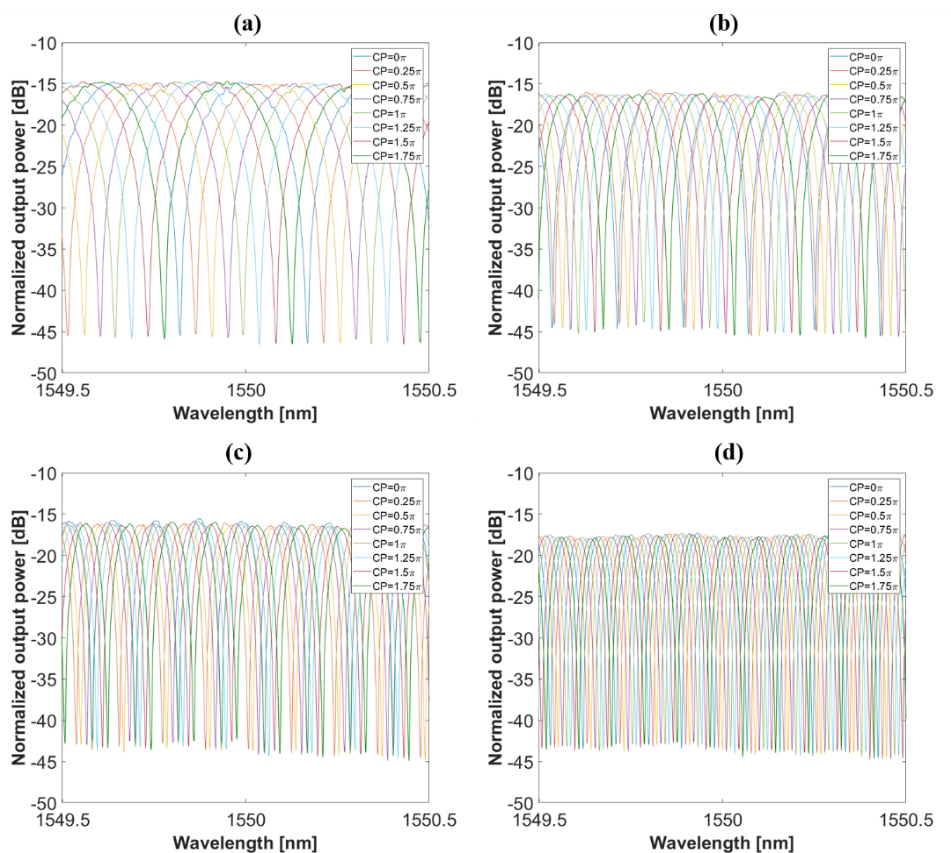 (a)
-10
-15
-20
-25
-30
-35
-40
-45
-50
Normalized output power [dB]
1549.5
1550
1550.5
Wavelength [nm]
CP=0π
CP=0.25π
CP=0.5π
CP=0.75π
CP=1π
CP=1.25π
CP=1.5π
CP=1.75π
(b)
-10
-15
-20
-25
-30
-35
-40
-45
-50
Normalized output power [dB]
1549.5
1550
1550.5
Wavelength [nm]
CP=0π
CP=0.25π
CP=0.5π
CP=0.75π
CP=1π
CP=1.25π
CP=1.5π
CP=1.75π
(c)
-10
-15
-20
-25
-30
-35
-40
-45
-50
Normalized output power [dB]
1549.5
1550
1550.5
Wavelength [nm]
CP=0π
CP=0.25π
CP=0.5π
CP=0.75π
CP=1π
CP=1.25π
CP=1.5π
CP=1.75π
(d)
-10
-15
-20
-25
-30
-35
-40
-45
-50
Normalized output power [dB]
1549.5
1550
1550.5
Wavelength [nm]
CP=0π
CP=0.25π
CP=0.5π
CP=0.75π
CP=1π
CP=1.25π
CP=1.5π
CP=1.75π